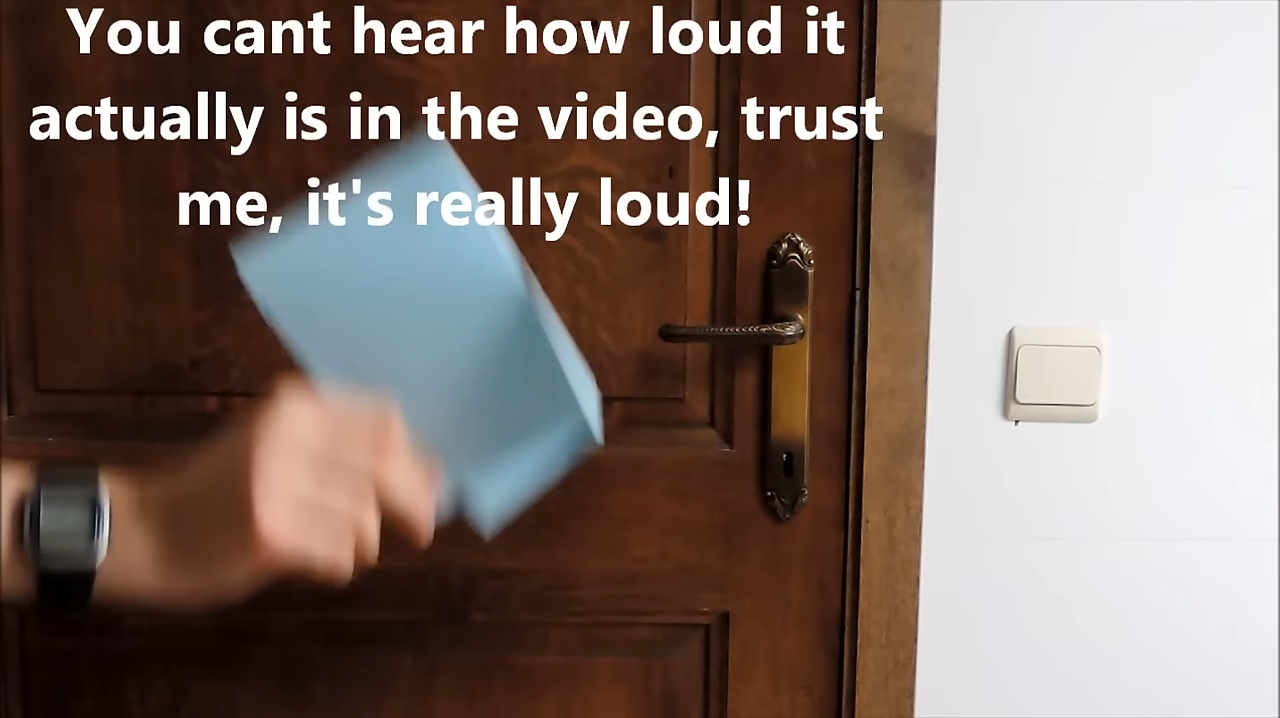 You cant hear how loud it
actually is in the video, trust
me, it's really loud!